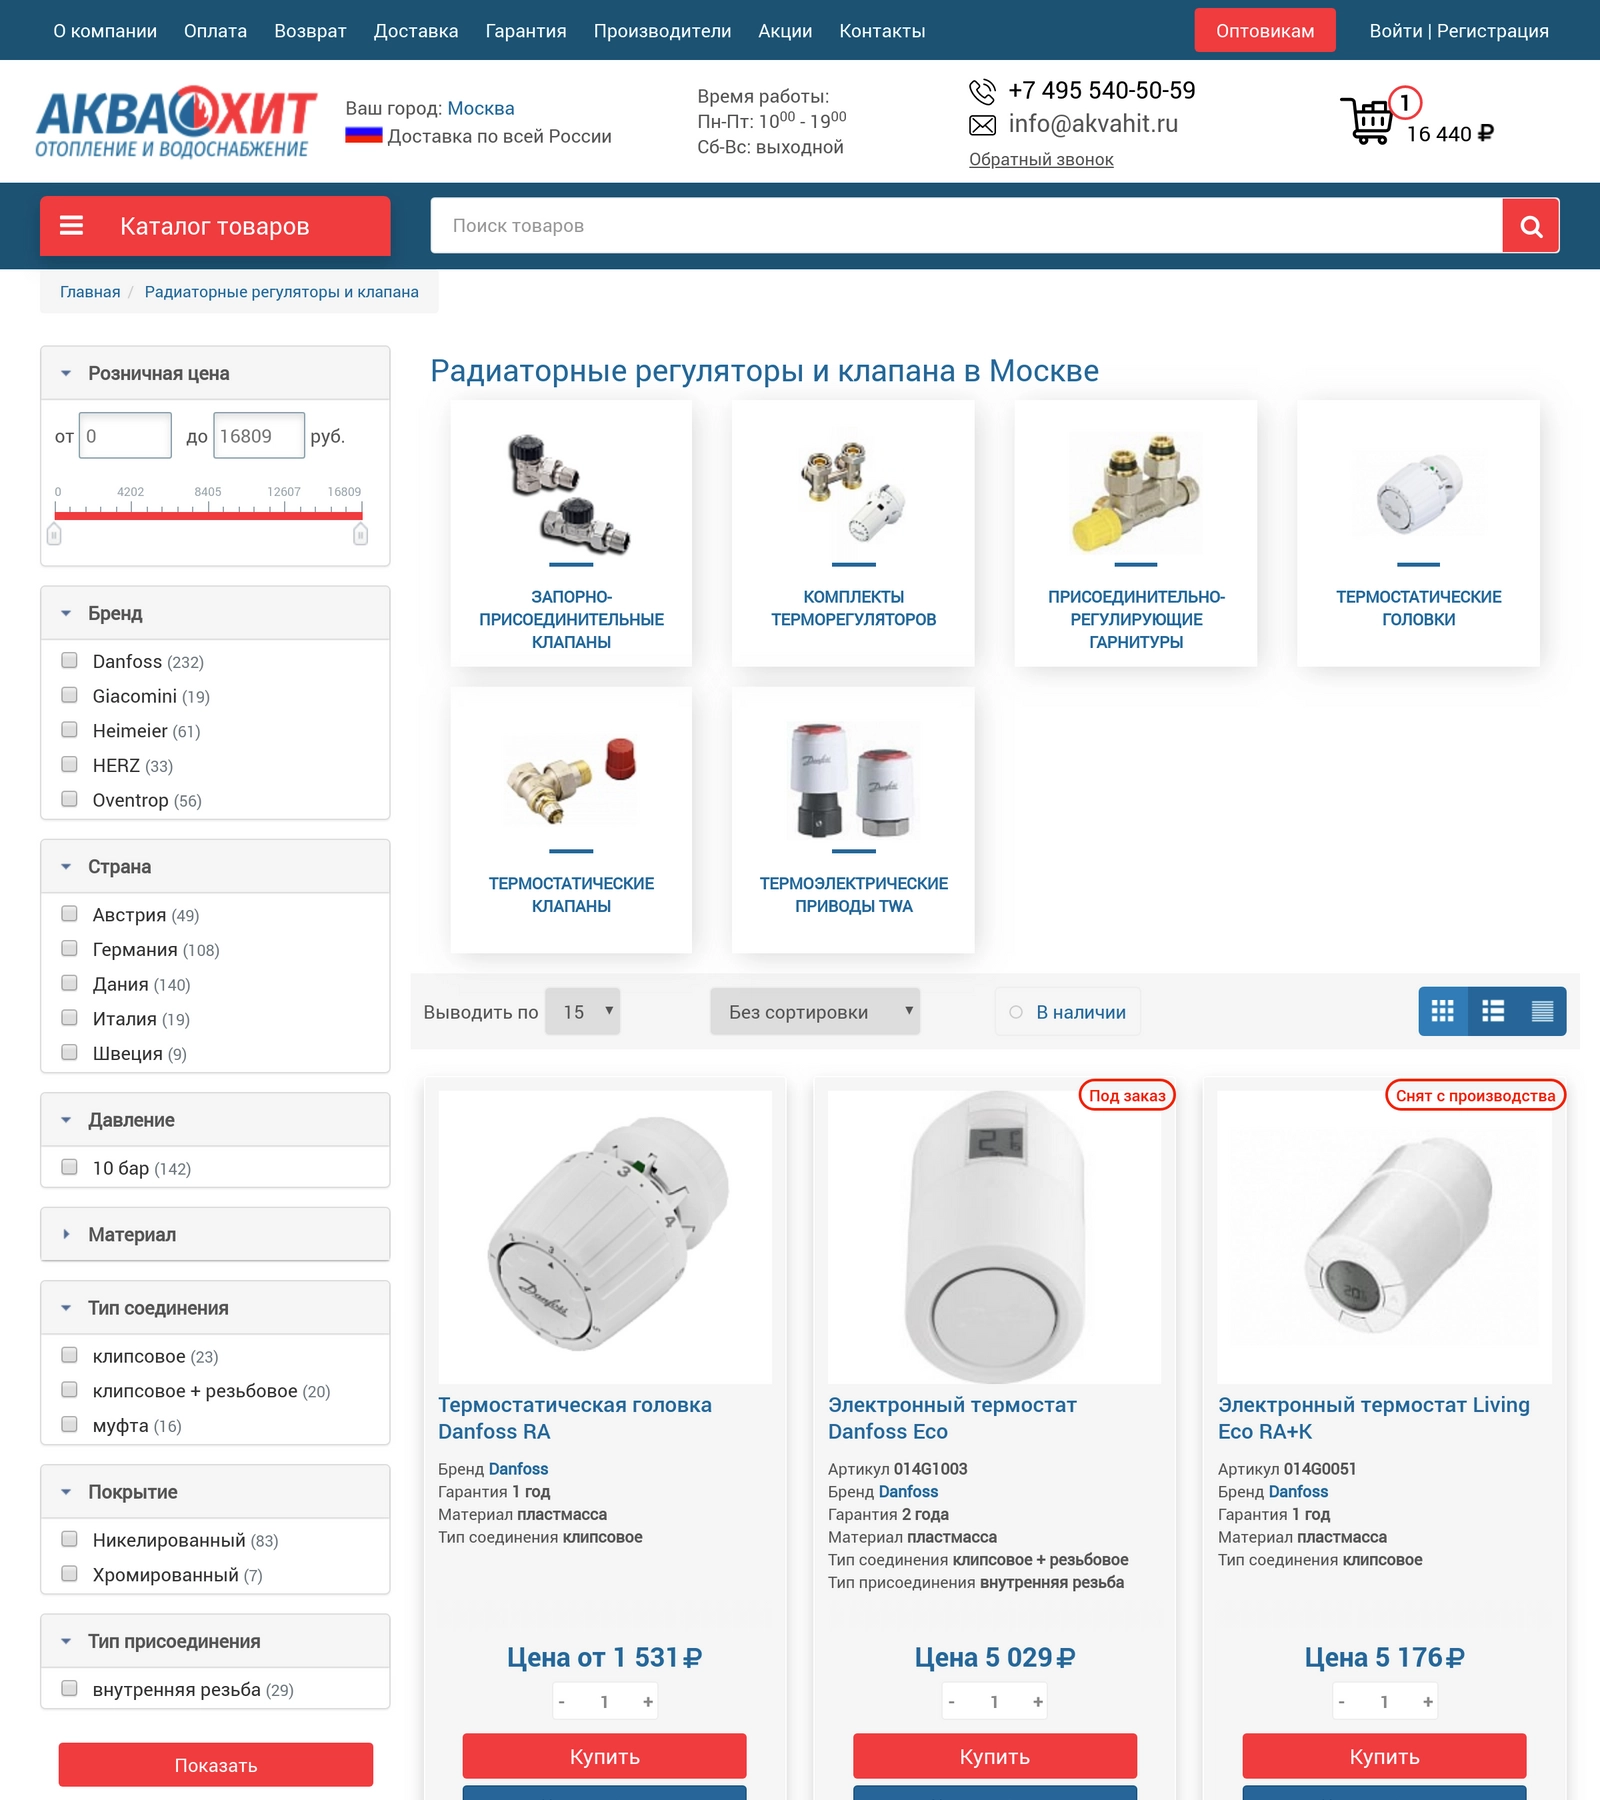 О компании Оплата Возврат Доставка Гарантия Производители Акции Контакты Оптовикам Войти | Регистрация
АКВАХИТ
ОТОПЛЕНИЕ И ВОДОСНАБЖЕНИЕ
Ваш город: Москва
Доставка по всей России
Время работы:
Пн-Пт: 10⁰⁰ - 19⁰⁰
Сб-Вс: выходной
+7 495 540-50-59
info@akvahit.ru
Обратный звонок
1
16 440 ₽
Каталог товаров
Поиск товаров
Главная / Радиаторные регуляторы и клапана
Розничная цена
от 0 до 16809 руб.
0 4202 8405 12607 16809
Бренд
Danfoss (232)
Giacomini (19)
Heimeier (61)
HERZ (33)
Oventrop (56)
Страна
Австрия (49)
Германия (108)
Дания (140)
Италия (19)
Швеция (9)
Давление
10 бар (142)
Материал
Тип соединения
клипсовое (23)
клипсовое + резьбовое (20)
муфта (16)
Покрытие
Никелированный (83)
Хромированный (7)
Тип присоединения
внутренняя резьба (29)
Показать
Радиаторные регуляторы и клапана в Москве
ЗАПОРНО-
ПРИСОЕДИНИТЕЛЬНЫЕ
КЛАПАНЫ
КОМПЛЕКТЫ
ТЕРМОРЕГУЛЯТОРОВ
ПРИСОЕДИНИТЕЛЬНО-
РЕГУЛИРУЮЩИЕ
ГАРНИТУРЫ
ТЕРМОСТАТИЧЕСКИЕ
ГОЛОВКИ
ТЕРМОСТАТИЧЕСКИЕ
КЛАПАНЫ
ТЕРМОЭЛЕКТРИЧЕСКИЕ
ПРИВОДЫ TWA
Выводить по 15 Без сортировки В наличии
Danfoss
Термостатическая головка
Danfoss RA
Бренд Danfoss
Гарантия 1 год
Материал пластмасса
Тип соединения клипсовое
Цена от 1 531 ₽
- 1 +
Купить
Под заказ
Электронный термостат
Danfoss Eco
Артикул 014G1003
Бренд Danfoss
Гарантия 2 года
Материал пластмасса
Тип соединения клипсовое + резьбовое
Тип присоединения внутренняя резьба
Цена 5 029 ₽
- 1 +
Купить
Снят с производства
Электронный термостат Living
Eco RA+K
Артикул 014G0051
Бренд Danfoss
Гарантия 1 год
Материал пластмасса
Тип соединения клипсовое
Цена 5 176 ₽
- 1 +
Купить